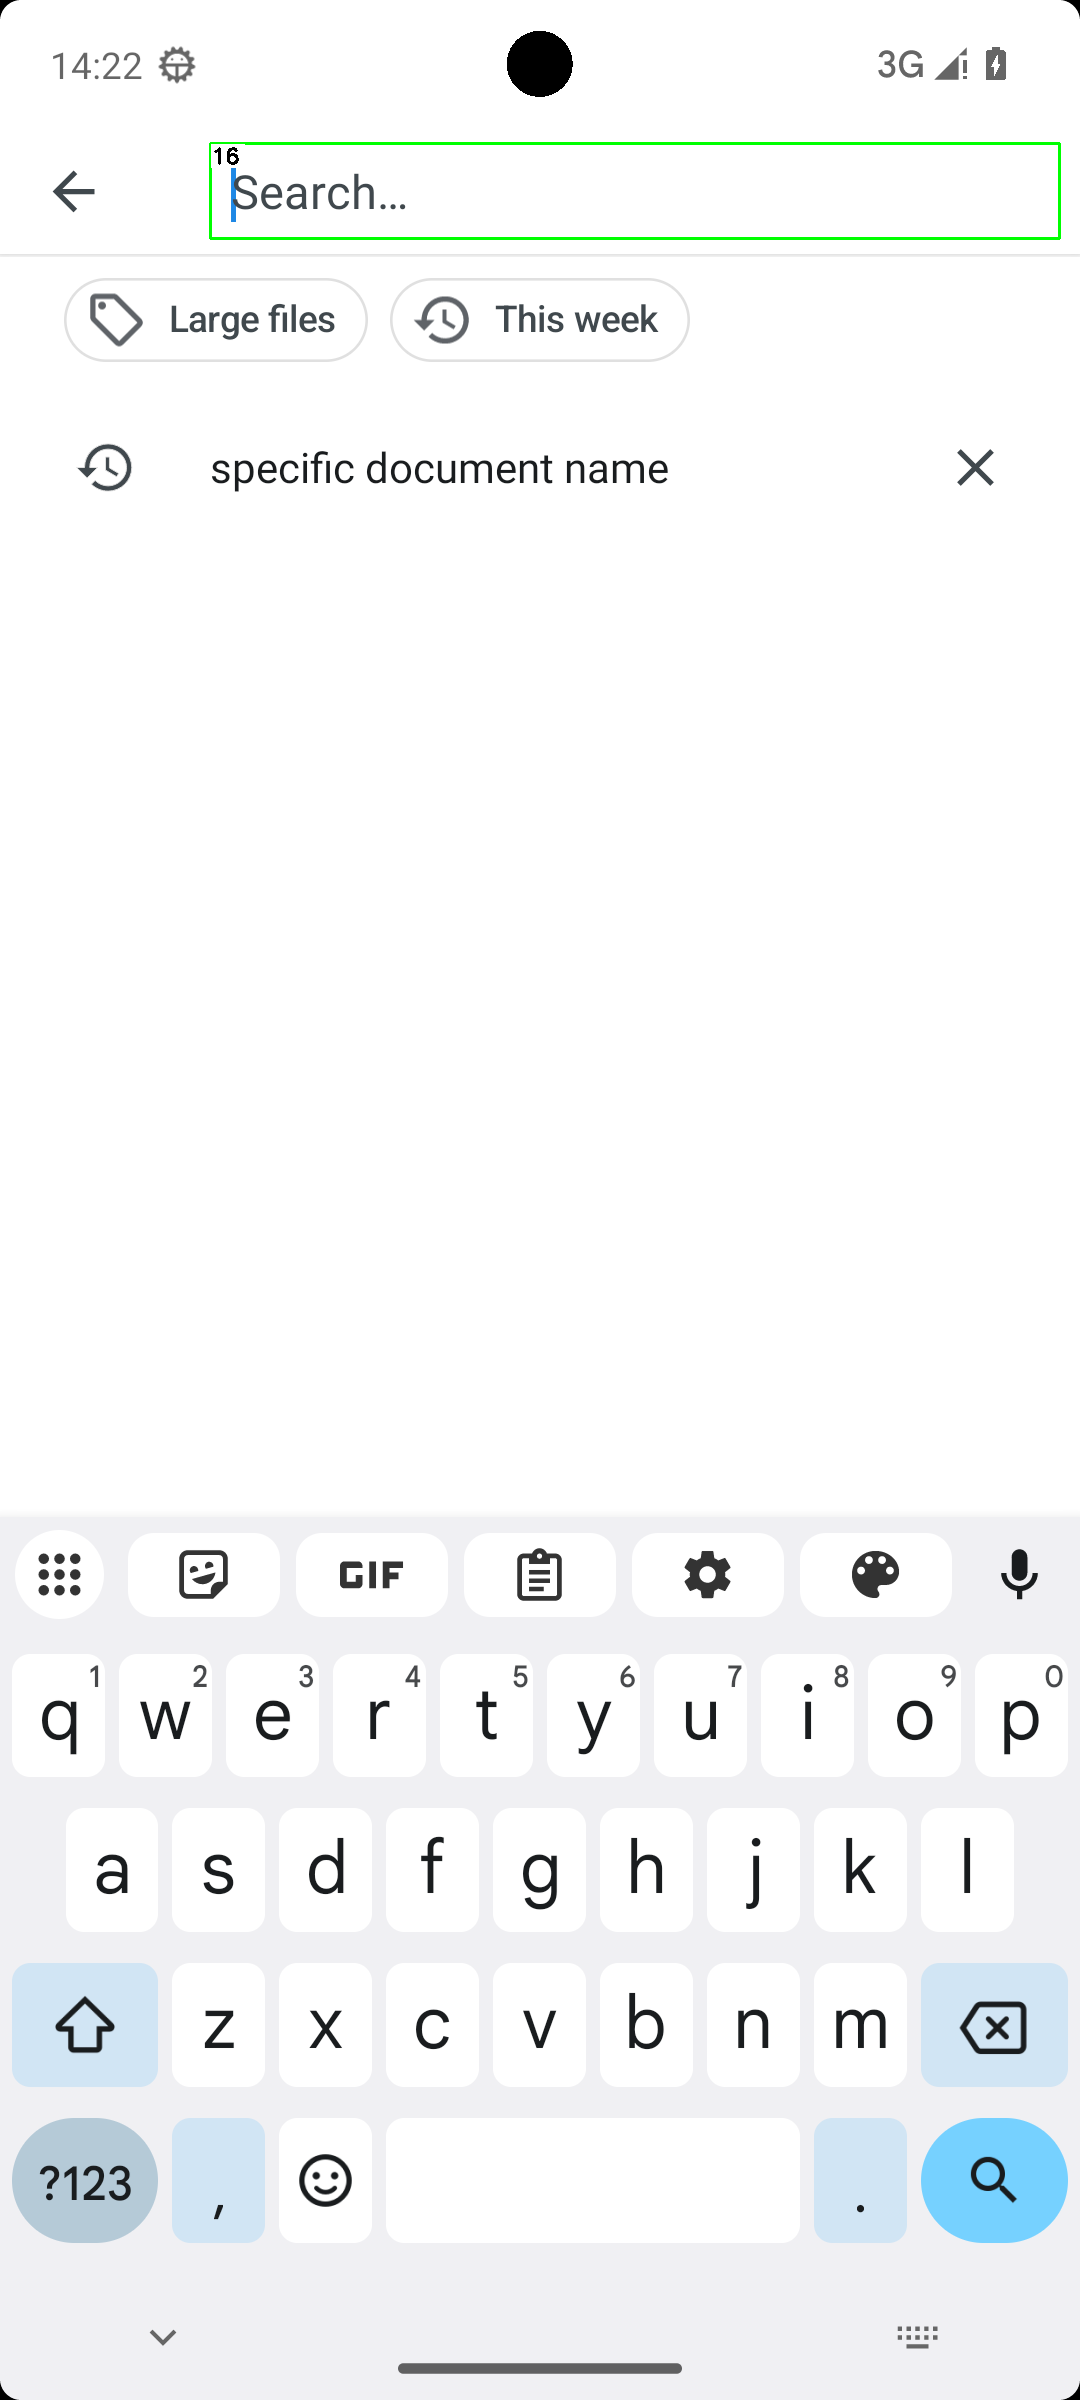 14:22
3G
16
Search...
Large files
This week
specific document name
GIF
q1 w2 e3 r4 t5 y6 u7 i8 o9 p0
a s d f g h j k l
z x c v b n m
?123 , .